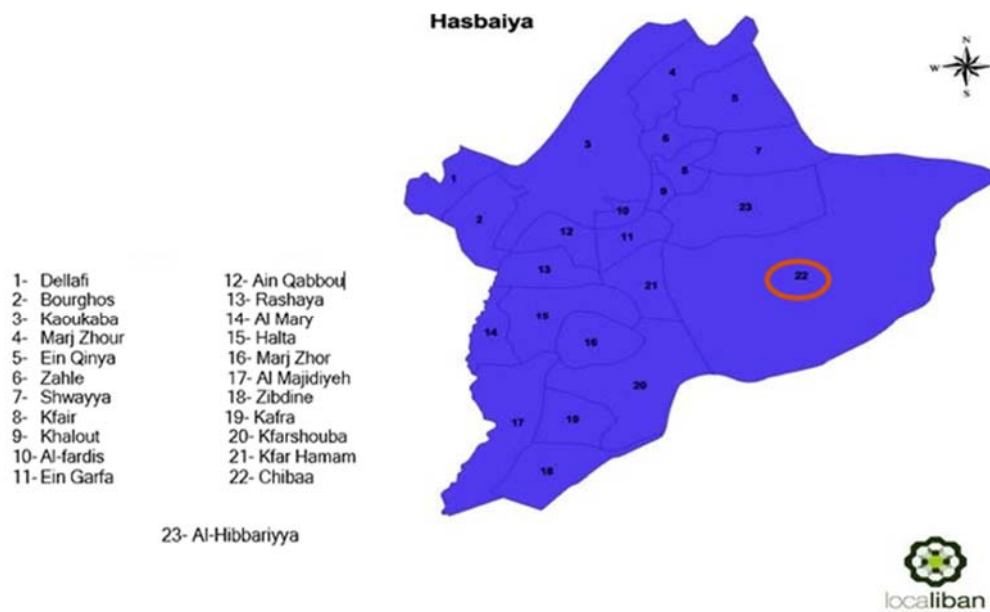 Hasbaiya
N
W
S
4
5
3
6
7
8
1
9
10
23
2
12
11
13
22
21
14
15
16
20
17
19
18
1- Dellafi
2- Bourghos
3- Kaoukaba
4- Marj Zhour
5- Ein Qinya
6- Zahle
7- Shwayya
8- Kfair
9- Khalout
10- Al-fardis
11- Ein Garfa
12- Ain Qabbou
13- Rashaya
14- Al Mary
15- Halta
16- Marj Zhor
17- Al Majidiyeh
18- Zibdine
19- Kafra
20- Kfarshouba
21- Kfar Hamam
22- Chibaa
23- Al-Hibbariyya
localiban